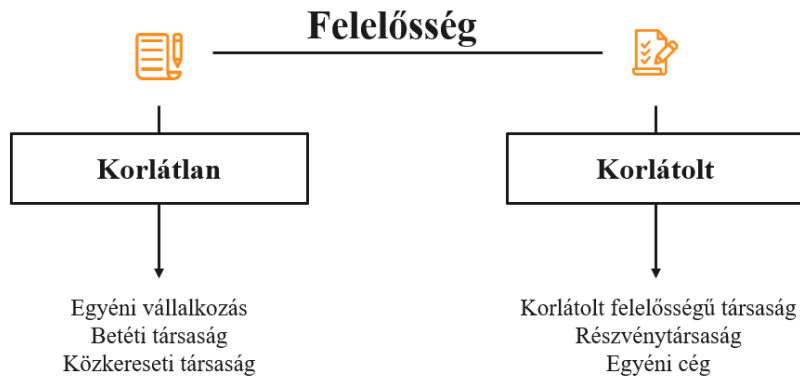 Felelősség
Korlátlan
Korlátolt
Egyéni vállalkozás
Betéti társaság
Közkereseti társaság
Korlátolt felelősségű társaság
Részvénytársaság
Egyéni cég